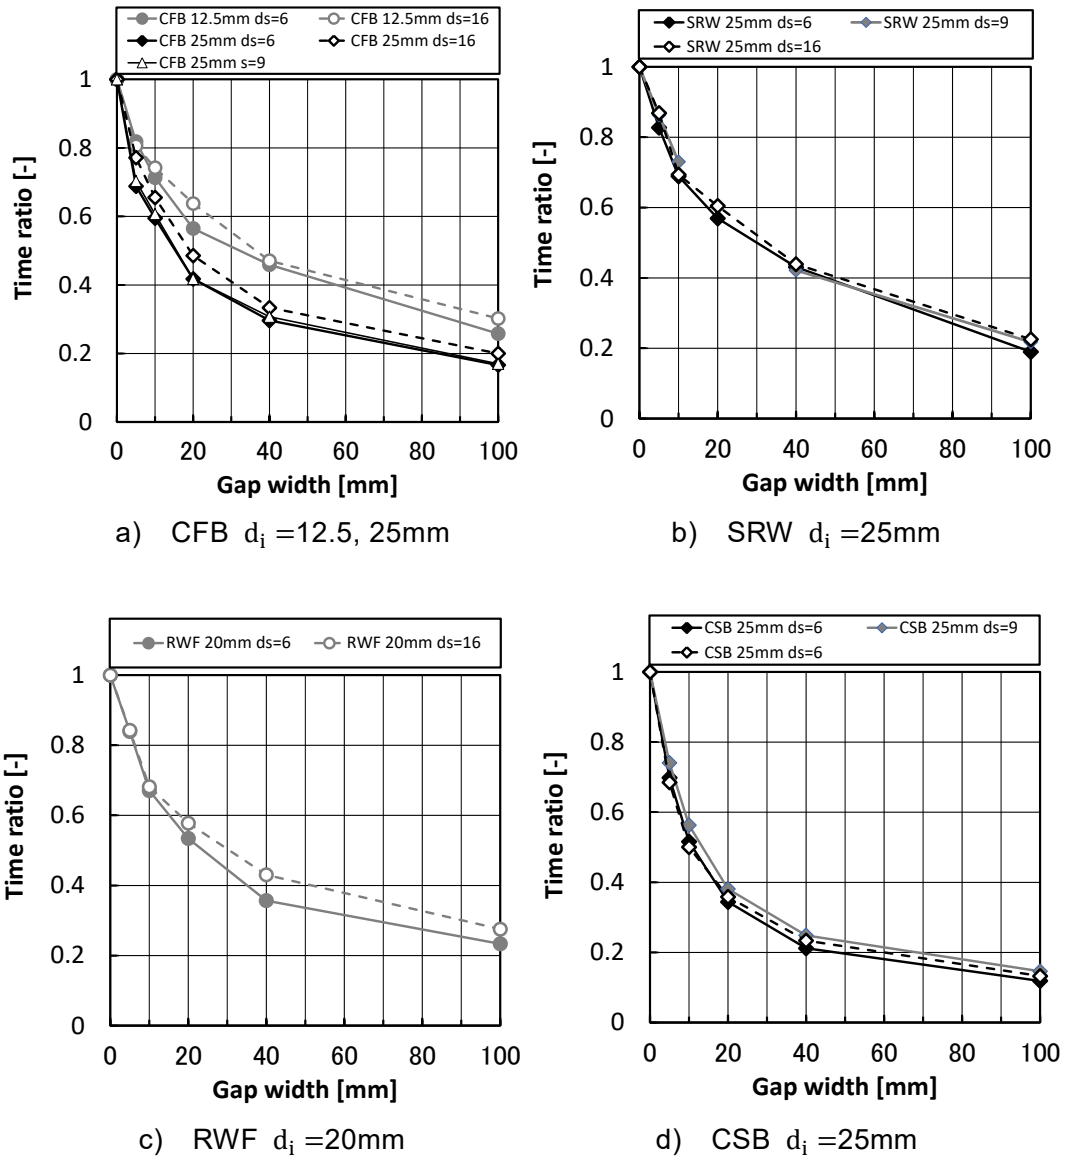 CFB 12.5mm ds=6 CFB 12.5mm ds=16
CFB 25mm ds=6 CFB 25mm ds=16
CFB 25mm s=9
1
0.8
0.6
0.4
0.2
0
Time ratio [-]
0 20 40 60 80 100
Gap width [mm]
a) CFB dᵢ =12.5, 25mm
SRW 25mm ds=6 SRW 25mm ds=9
SRW 25mm ds=16
1
0.8
0.6
0.4
0.2
0
Time ratio [-]
0 20 40 60 80 100
Gap width [mm]
b) SRW dᵢ =25mm
RWF 20mm ds=6 RWF 20mm ds=16
1
0.8
0.6
0.4
0.2
0
Time ratio [-]
0 20 40 60 80 100
Gap width [mm]
c) RWF dᵢ =20mm
CSB 25mm ds=6 CSB 25mm ds=9
CSB 25mm ds=6
1
0.8
0.6
0.4
0.2
0
Time ratio [-]
0 20 40 60 80 100
Gap width [mm]
d) CSB dᵢ =25mm